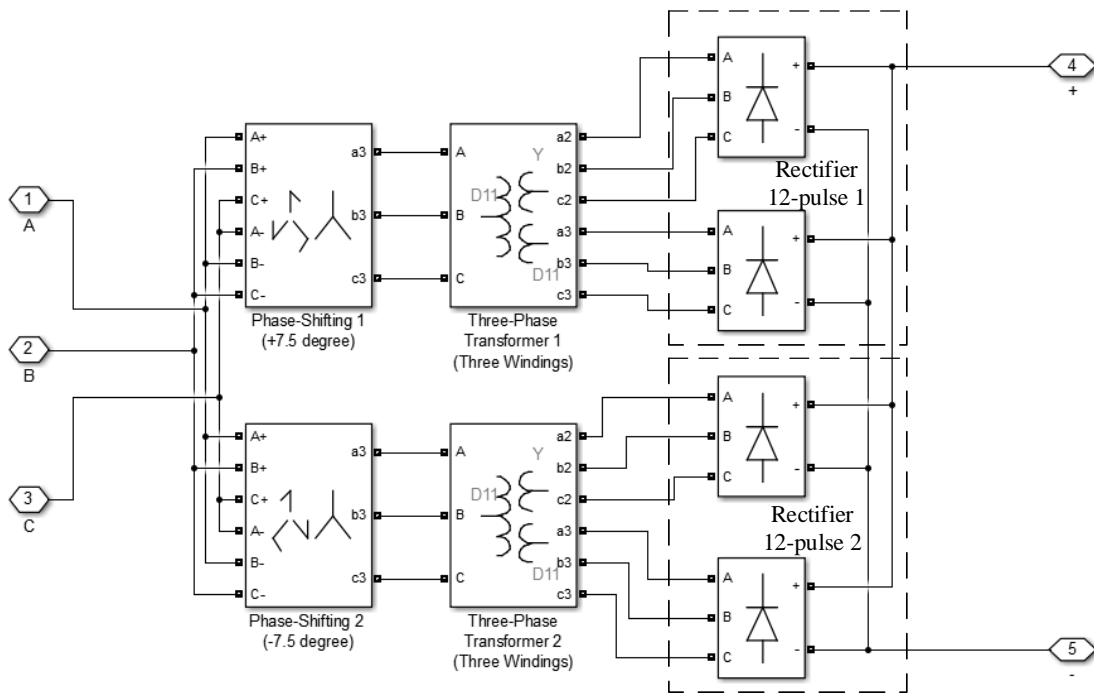 1
A
2
B
3
C
A+
B+
C+
A-
B-
C-
a3
b3
c3
Phase-Shifting 1
(+7.5 degree)
A
B
C
D11
Y
D11
a2
b2
c2
a3
b3
c3
Three-Phase
Transformer 1
(Three Windings)
A
B
C
+
-
Rectifier
12-pulse 1
A
B
C
+
-
4
+
A+
B+
C+
A-
B-
C-
a3
b3
c3
Phase-Shifting 2
(-7.5 degree)
A
B
C
D11
Y
D11
a2
b2
c2
a3
b3
c3
Three-Phase
Transformer 2
(Three Windings)
A
B
C
+
-
Rectifier
12-pulse 2
A
B
C
+
-
5
-